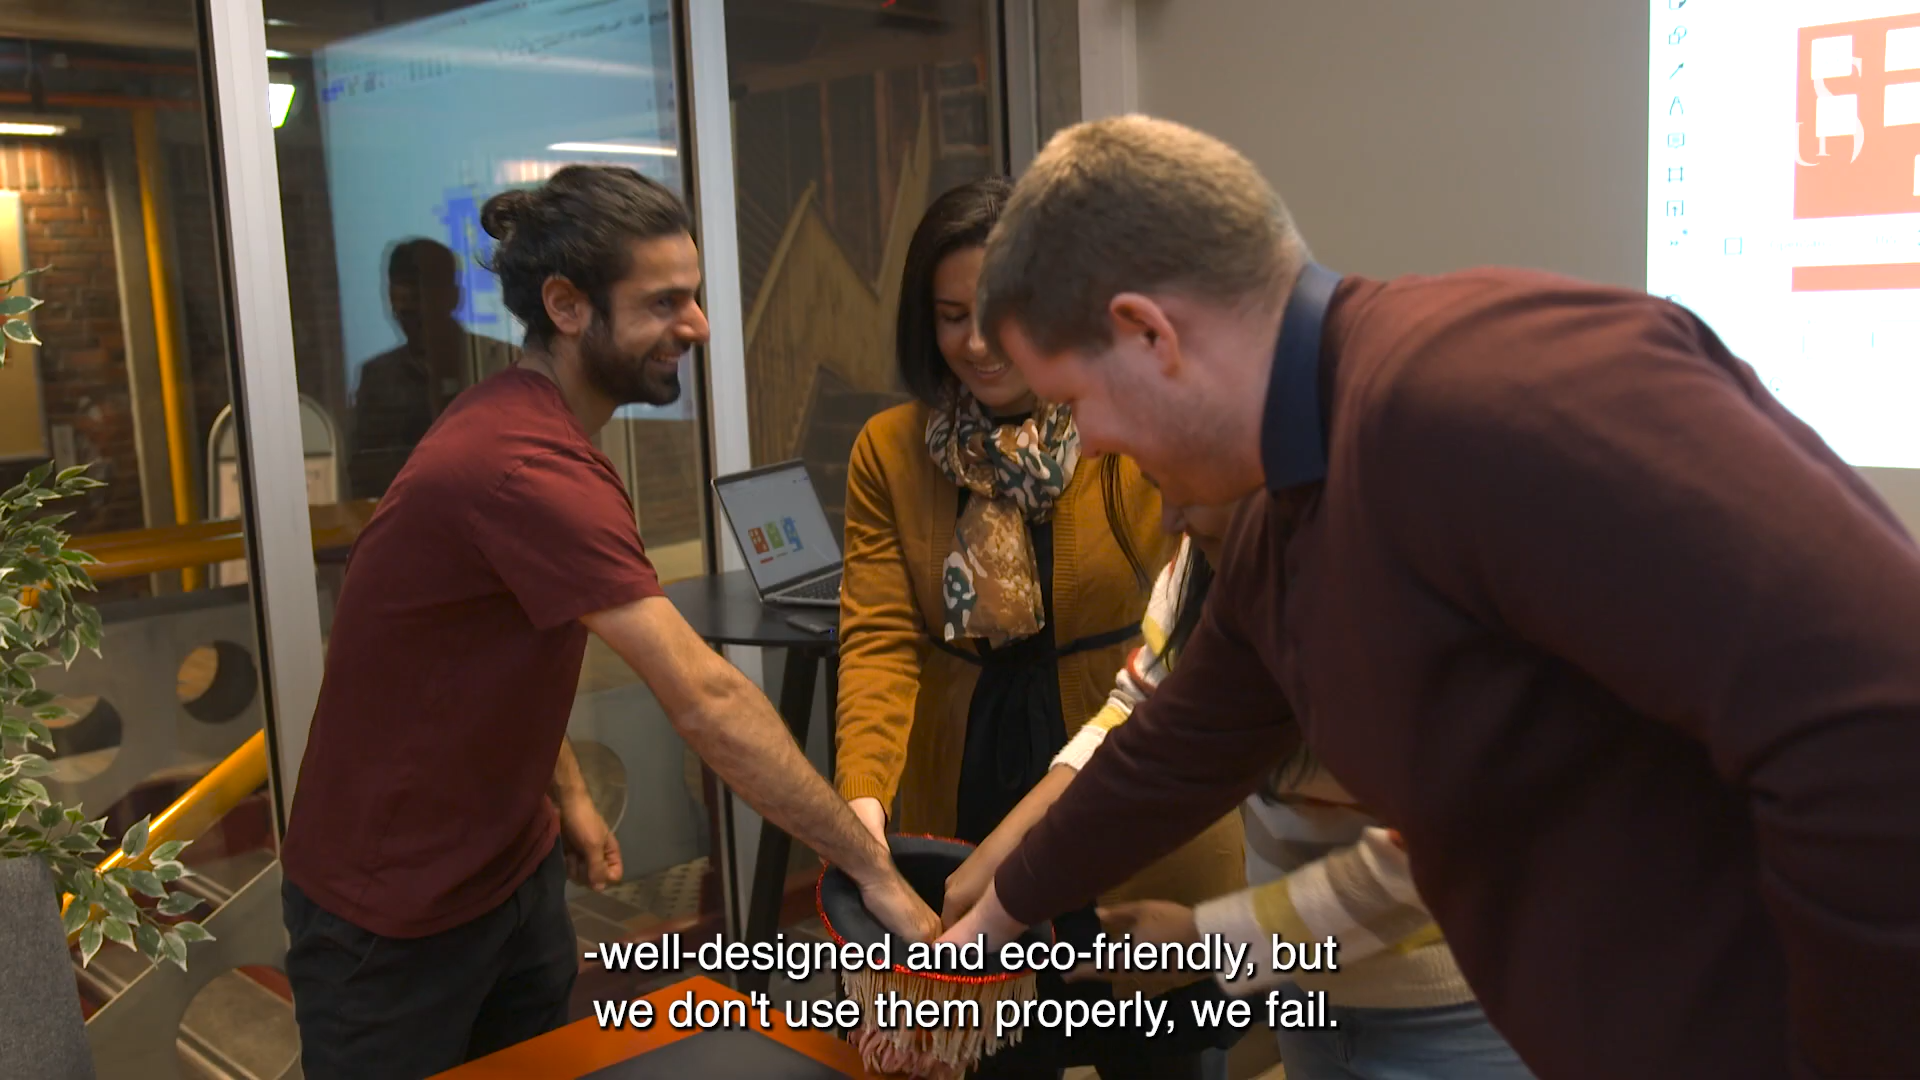 -well-designed and eco-friendly, but
we don't use them properly, we fail.